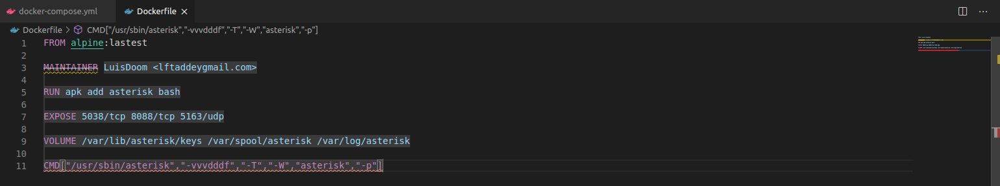 docker-compose.yml Dockerfile
Dockerfile > CMD["/usr/sbin/asterisk","-vvvdddf","-T","-W","asterisk","-p"]
1 FROM alpine:lastest
2
3 MAINTAINER LuisDoom <lftaddeygmail.com>
4
5 RUN apk add asterisk bash
6
7 EXPOSE 5038/tcp 8088/tcp 5163/udp
8
9 VOLUME /var/lib/asterisk/keys /var/spool/asterisk /var/log/asterisk
10
11 CMD["/usr/sbin/asterisk","-vvvdddf","-T","-W","asterisk","-p"]